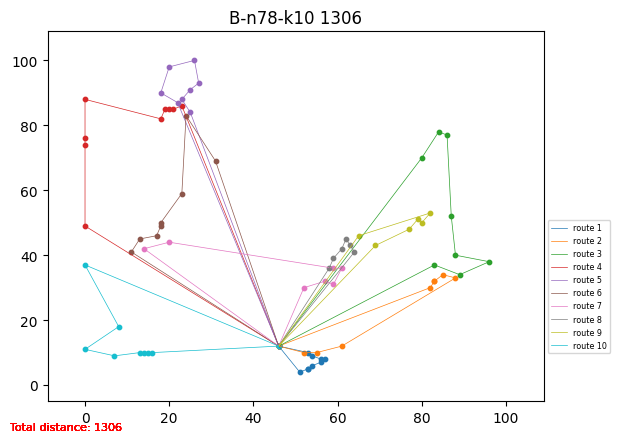 B-n78-k10 1306
100
80
60
40
20
0
0
20
40
60
80
100
route 1
route 2
route 3
route 4
route 5
route 6
route 7
route 8
route 9
route 10
Total distance: 1306